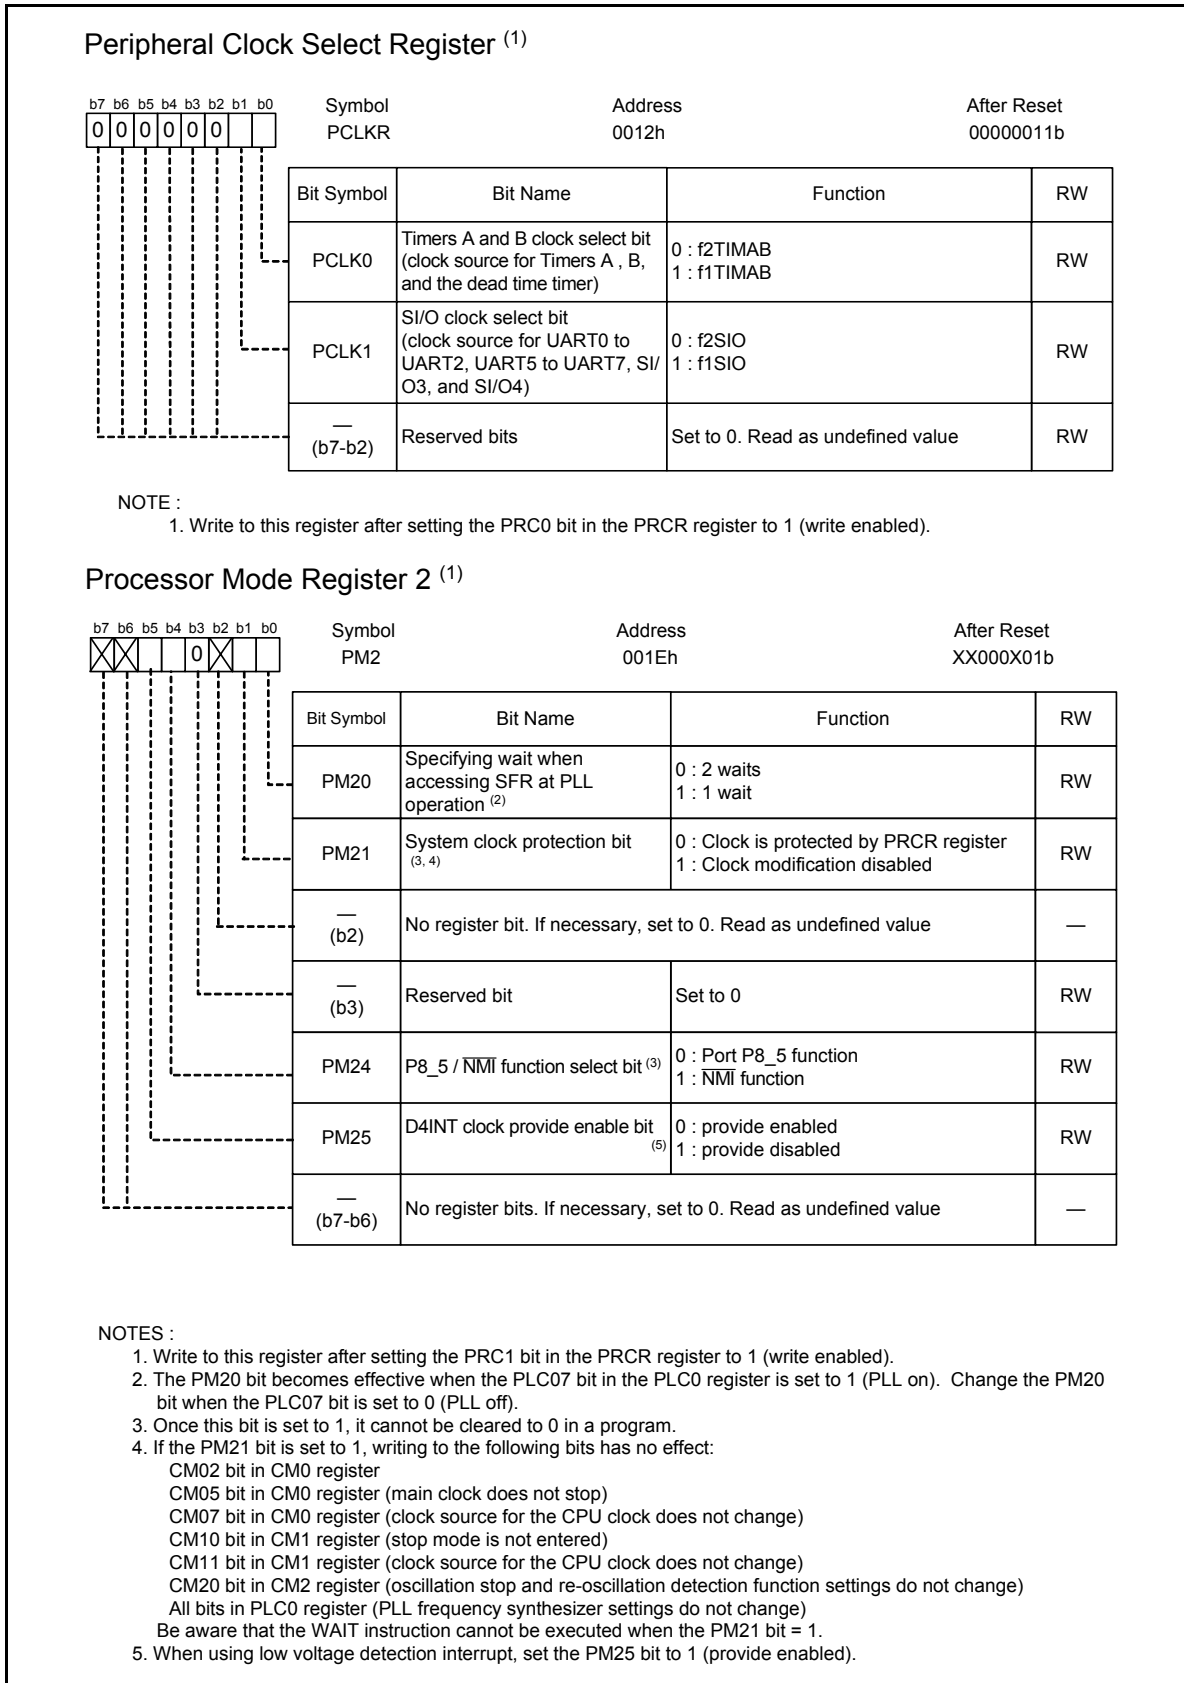 Peripheral Clock Select Register (1)
b7 b6 b5 b4 b3 b2 b1 b0
0 0 0 0 0 0
Symbol Address After Reset
PCLKR 0012h 00000011b
Bit Symbol Bit Name Function RW
PCLK0 Timers A and B clock select bit
(clock source for Timers A , B,
and the dead time timer) 0 : f2TIMAB
1 : f1TIMAB RW
PCLK1 SI/O clock select bit
(clock source for UART0 to
UART2, UART5 to UART7, SI/
O3, and SI/O4) 0 : f2SIO
1 : f1SIO RW
—
(b7-b2) Reserved bits Set to 0. Read as undefined value RW
NOTE :
1. Write to this register after setting the PRC0 bit in the PRCR register to 1 (write enabled).
Processor Mode Register 2 (1)
b7 b6 b5 b4 b3 b2 b1 b0
0
Symbol Address After Reset
PM2 001Eh XX000X01b
Bit Symbol Bit Name Function RW
PM20 Specifying wait when
accessing SFR at PLL
operation (2) 0 : 2 waits
1 : 1 wait RW
PM21 System clock protection bit
(3, 4) 0 : Clock is protected by PRCR register
1 : Clock modification disabled RW
—
(b2) No register bit. If necessary, set to 0. Read as undefined value —
—
(b3) Reserved bit Set to 0 RW
PM24 P8_5 / NMI function select bit (3) 0 : Port P8_5 function
1 : NMI function RW
PM25 D4INT clock provide enable bit
(5) 0 : provide enabled
1 : provide disabled RW
—
(b7-b6) No register bits. If necessary, set to 0. Read as undefined value —
NOTES :
1. Write to this register after setting the PRC1 bit in the PRCR register to 1 (write enabled).
2. The PM20 bit becomes effective when the PLC07 bit in the PLC0 register is set to 1 (PLL on). Change the PM20
bit when the PLC07 bit is set to 0 (PLL off).
3. Once this bit is set to 1, it cannot be cleared to 0 in a program.
4. If the PM21 bit is set to 1, writing to the following bits has no effect:
CM02 bit in CM0 register
CM05 bit in CM0 register (main clock does not stop)
CM07 bit in CM0 register (clock source for the CPU clock does not change)
CM10 bit in CM1 register (stop mode is not entered)
CM11 bit in CM1 register (clock source for the CPU clock does not change)
CM20 bit in CM2 register (oscillation stop and re-oscillation detection function settings do not change)
All bits in PLC0 register (PLL frequency synthesizer settings do not change)
Be aware that the WAIT instruction cannot be executed when the PM21 bit = 1.
5. When using low voltage detection interrupt, set the PM25 bit to 1 (provide enabled).